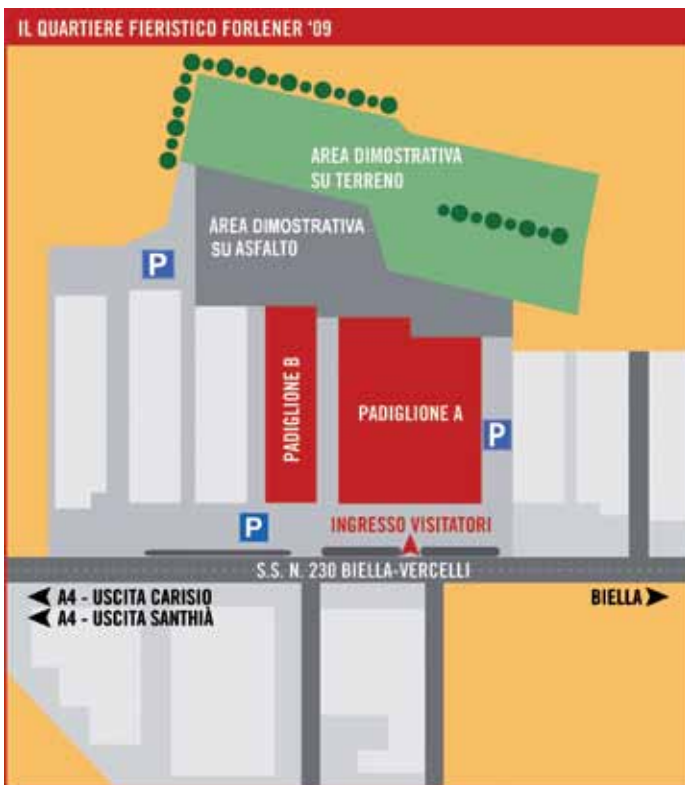 IL QUARTIERE FIERISTICO FORLENER '09
AREA DIMOSTRATIVA
SU TERRENO
AREA DIMOSTRATIVA
SU ASFALTO
P
PADIGLIONE B
PADIGLIONE A
P
P
INGRESSO VISITATORI
S.S. N. 230 BIELLA-VERCELLI
A4 - USCITA CARISIO
A4 - USCITA SANTHIÀ
BIELLA